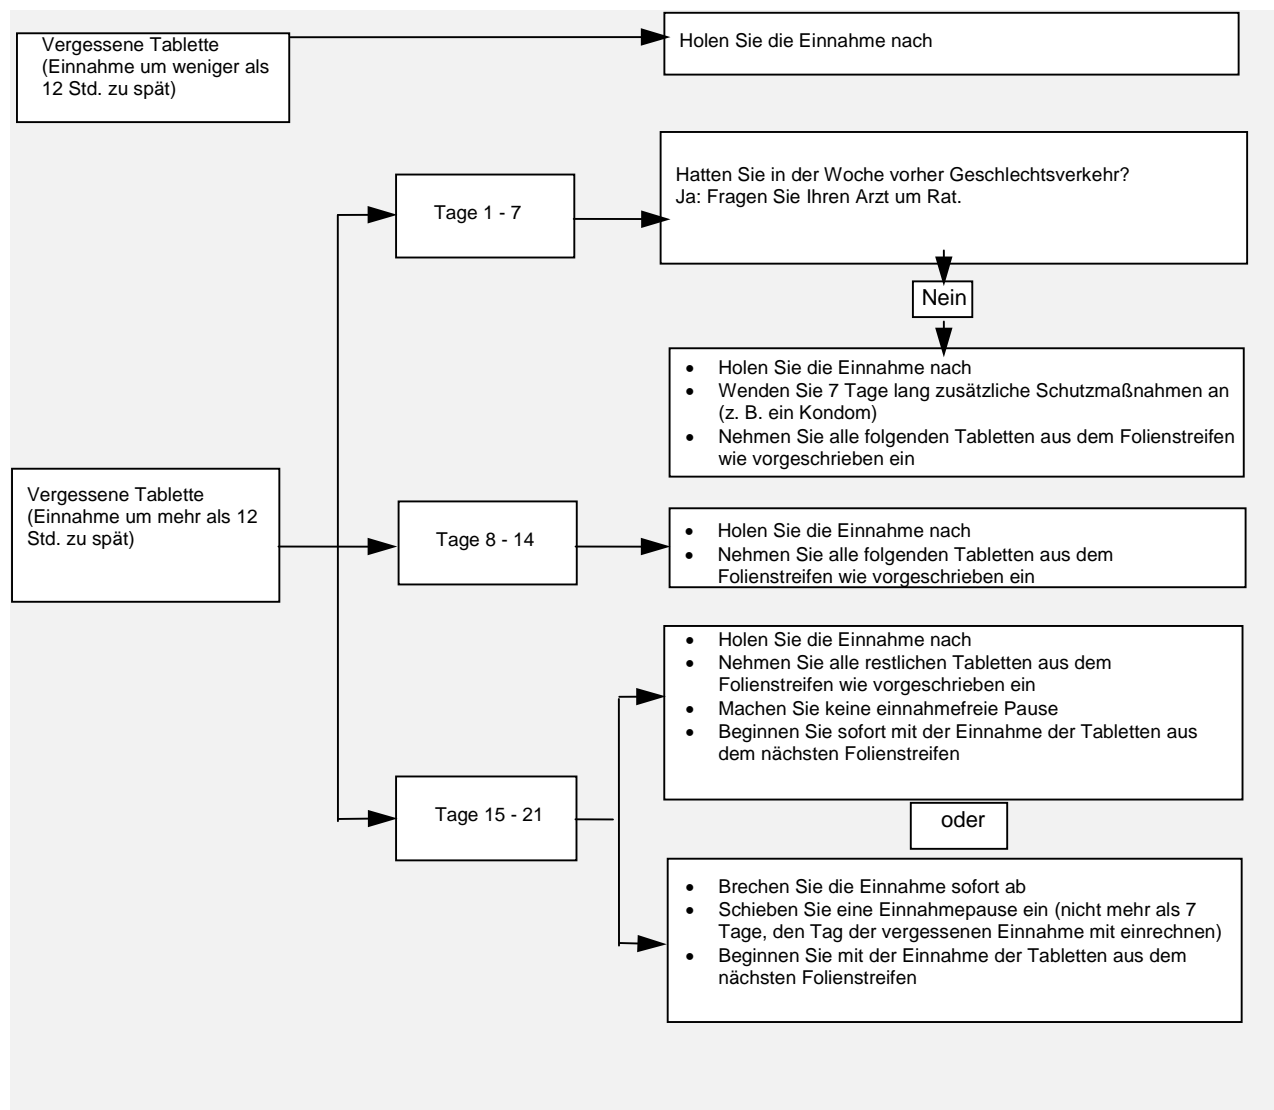 Vergessene Tablette
(Einnahme um weniger als
12 Std. zu spät)
Holen Sie die Einnahme nach
Hatten Sie in der Woche vorher Geschlechtsverkehr?
Ja: Fragen Sie Ihren Arzt um Rat.
Tage 1 - 7
Nein
• Holen Sie die Einnahme nach
• Wenden Sie 7 Tage lang zusätzliche Schutzmaßnahmen an
(z. B. ein Kondom)
• Nehmen Sie alle folgenden Tabletten aus dem Folienstreifen
wie vorgeschrieben ein
Vergessene Tablette
(Einnahme um mehr als 12
Std. zu spät)
Tage 8 - 14
• Holen Sie die Einnahme nach
• Nehmen Sie alle folgenden Tabletten aus dem
Folienstreifen wie vorgeschrieben ein
• Holen Sie die Einnahme nach
• Nehmen Sie alle restlichen Tabletten aus dem
Folienstreifen wie vorgeschrieben ein
• Machen Sie keine einnahmefreie Pause
• Beginnen Sie sofort mit der Einnahme der Tabletten aus
dem nächsten Folienstreifen
Tage 15 - 21
oder
• Brechen Sie die Einnahme sofort ab
• Schieben Sie eine Einnahmepause ein (nicht mehr als 7
Tage, den Tag der vergessenen Einnahme mit einrechnen)
• Beginnen Sie mit der Einnahme der Tabletten aus dem
nächsten Folienstreifen